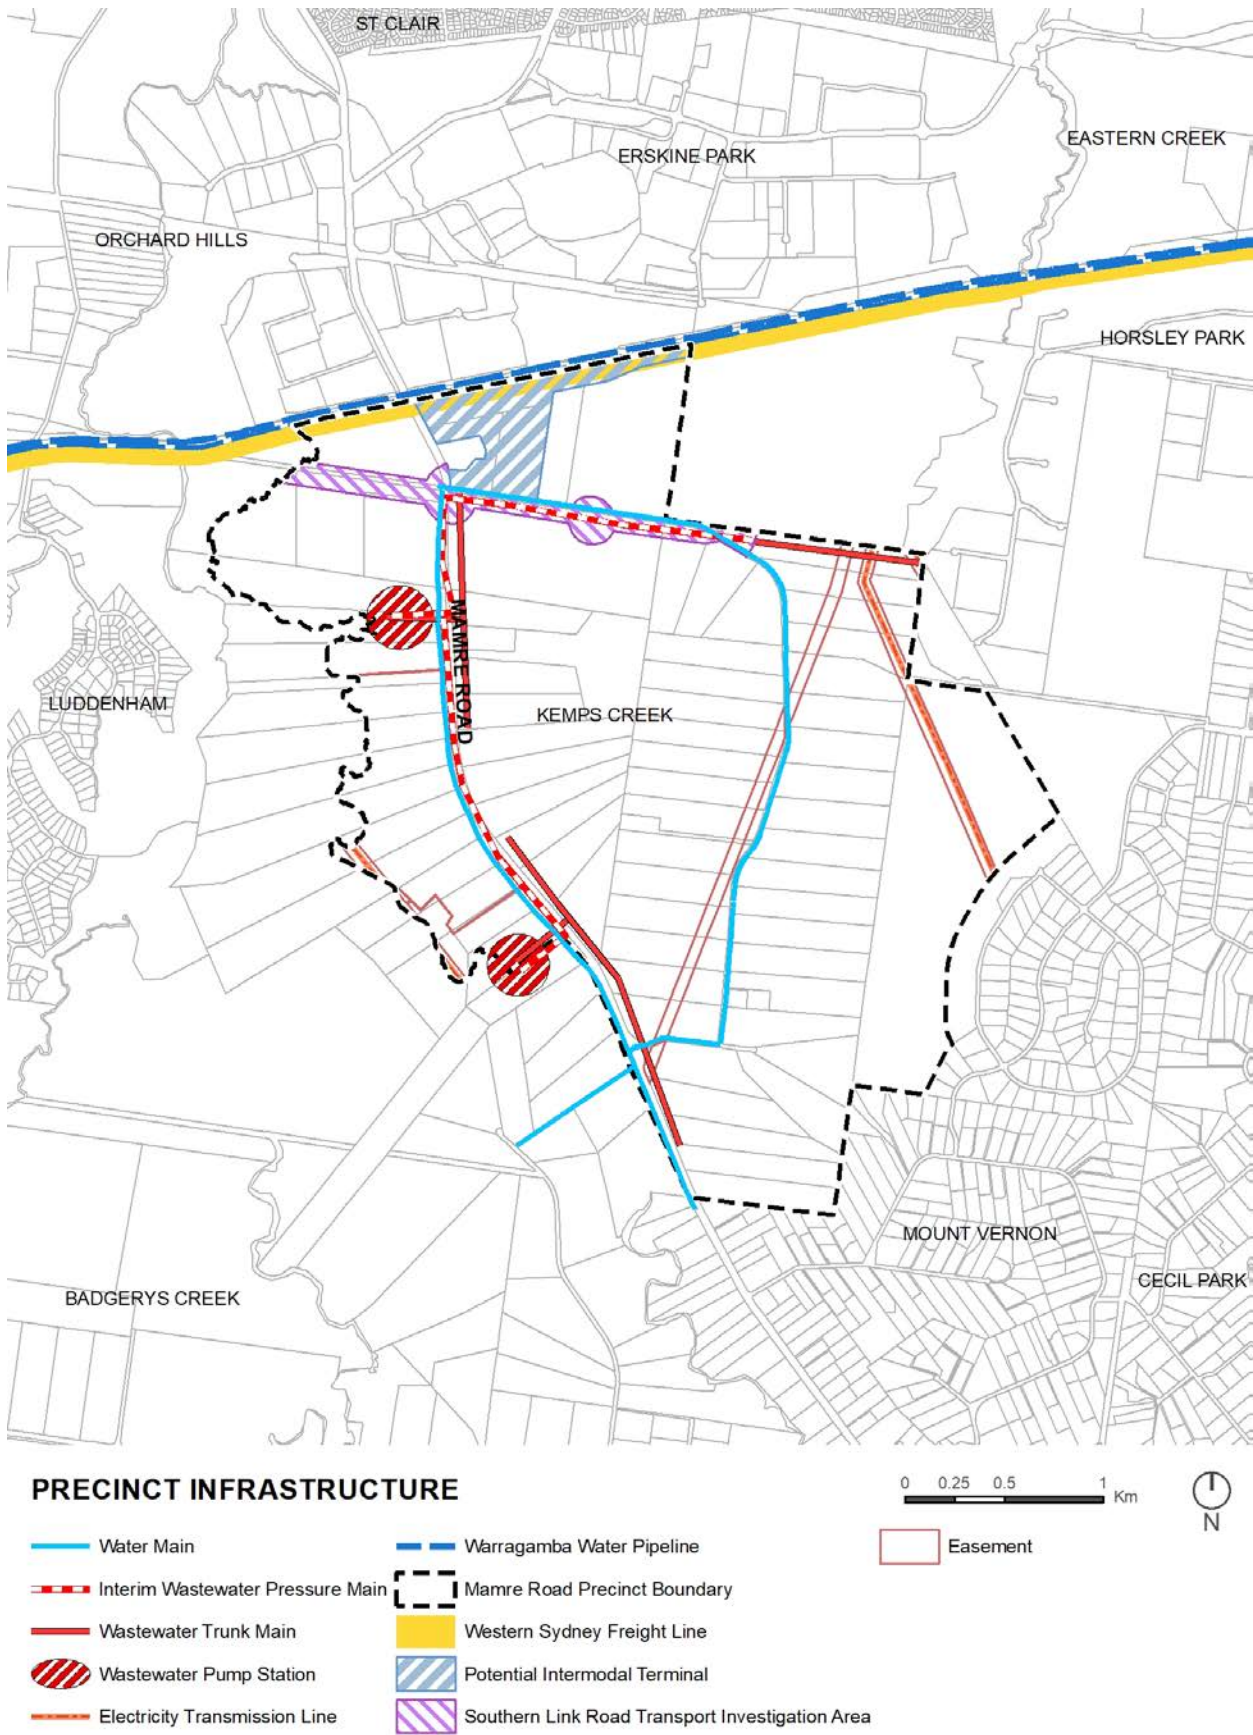 ST CLAIR
EASTERN CREEK
ERSKINE PARK
ORCHARD HILLS
HORSLEY PARK
MAMRE ROAD
LUDDENHAM
KEMPS CREEK
MOUNT VERNON
CECIL PARK
BADGERYS CREEK
PRECINCT INFRASTRUCTURE
0 0.25 0.5 1 Km
N
Water Main
Interim Wastewater Pressure Main
Wastewater Trunk Main
Wastewater Pump Station
Electricity Transmission Line
Warragamba Water Pipeline
Mamre Road Precinct Boundary
Western Sydney Freight Line
Potential Intermodal Terminal
Southern Link Road Transport Investigation Area
Easement